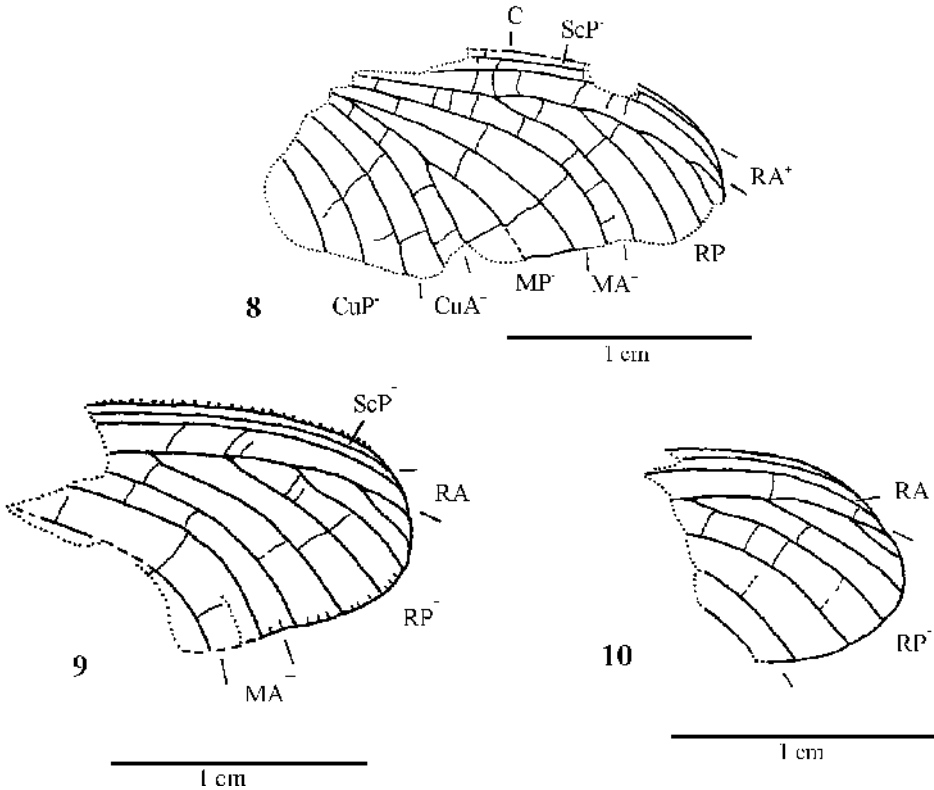 C
ScP⁻
RA⁺
RP
MA⁻
MP⁻
CuA⁻
CuP⁻
8
1 cm
ScP⁻
RA
RP⁻
MA⁻
9
1 cm
RA
RP⁻
10
1 cm